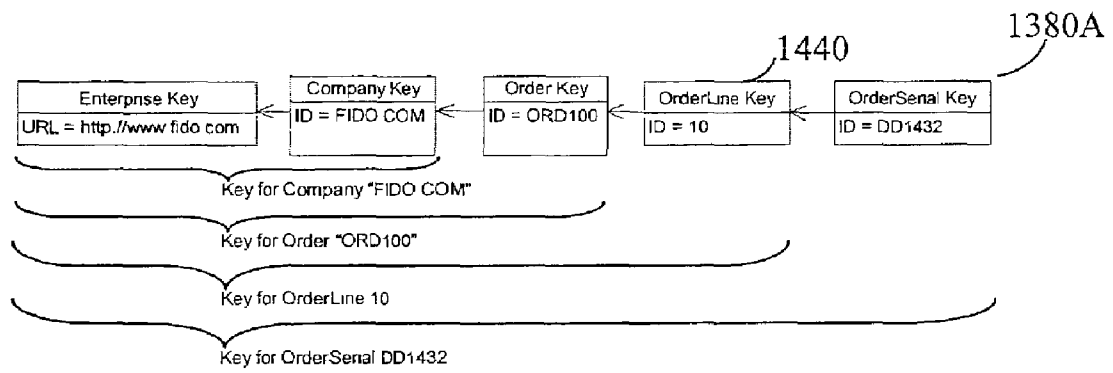 1380A
1440
Enterprise Key
URL = http.//www fido com
Company Key
ID = FIDO COM
Order Key
ID = ORD100
OrderLine Key
ID = 10
OrderSerial Key
ID = DD1432
Key for Company "FIDO COM"
Key for Order "ORD100"
Key for OrderLine 10
Key for OrderSerial DD1432